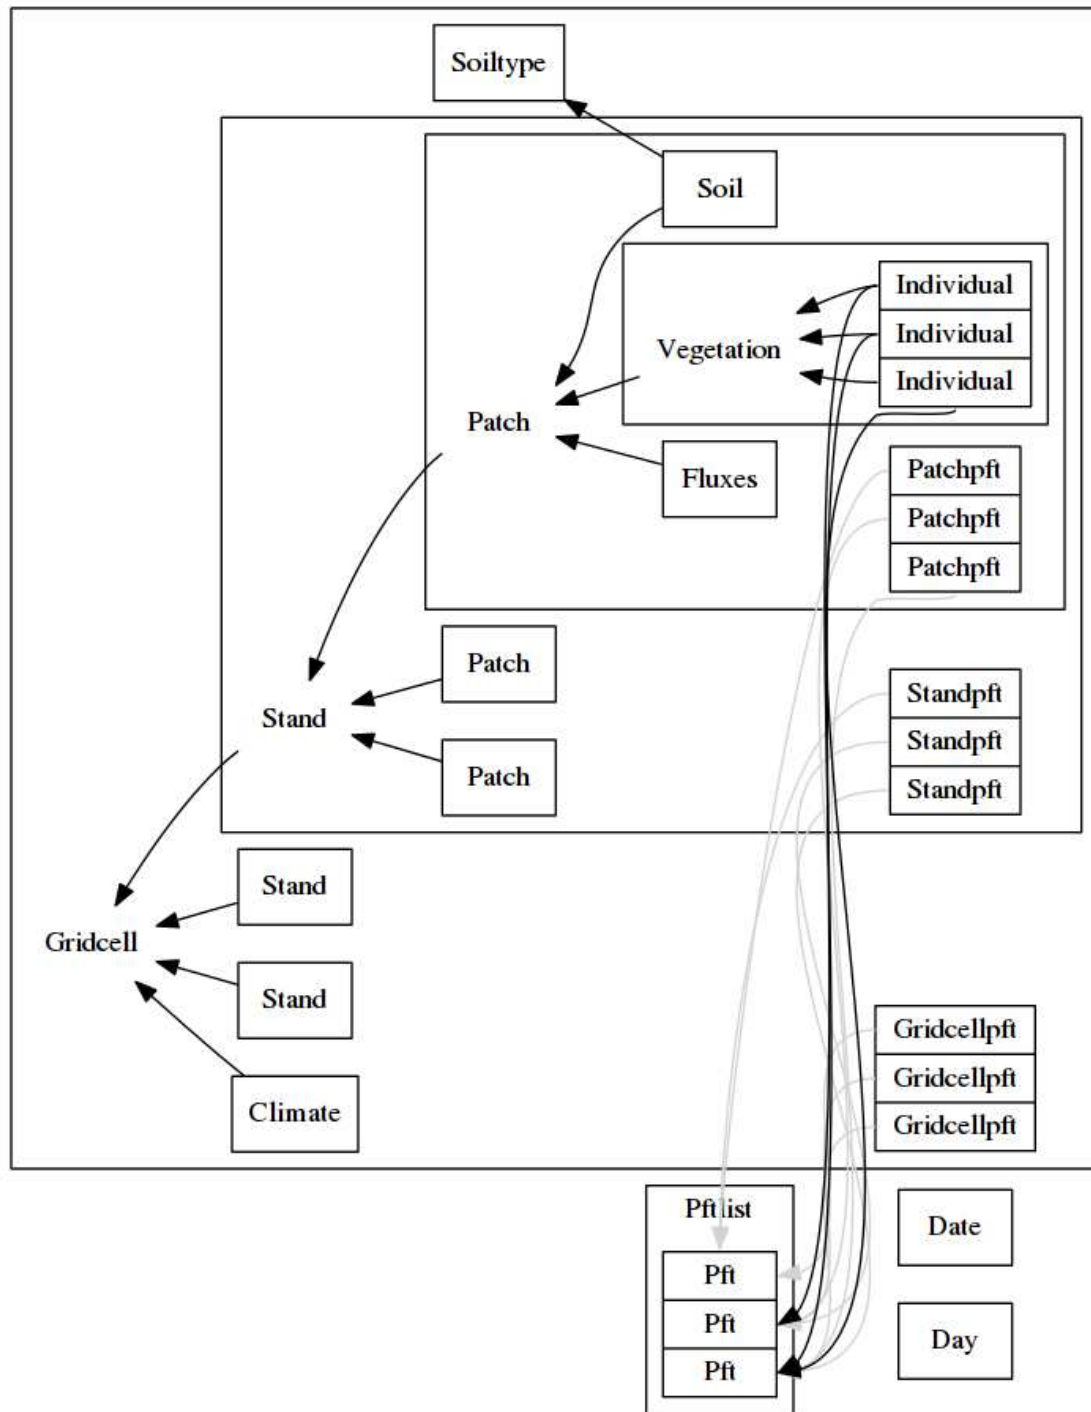 Soiltype
Soil
Individual
Individual
Vegetation
Individual
Patch
Patchpft
Fluxes
Patchpft
Patchpft
Patch
Standpft
Stand
Standpft
Patch
Standpft
Stand
Gridcell
Stand
Gridcellpft
Gridcellpft
Climate
Gridcellpft
Pftlist
Date
Pft
Pft
Day
Pft